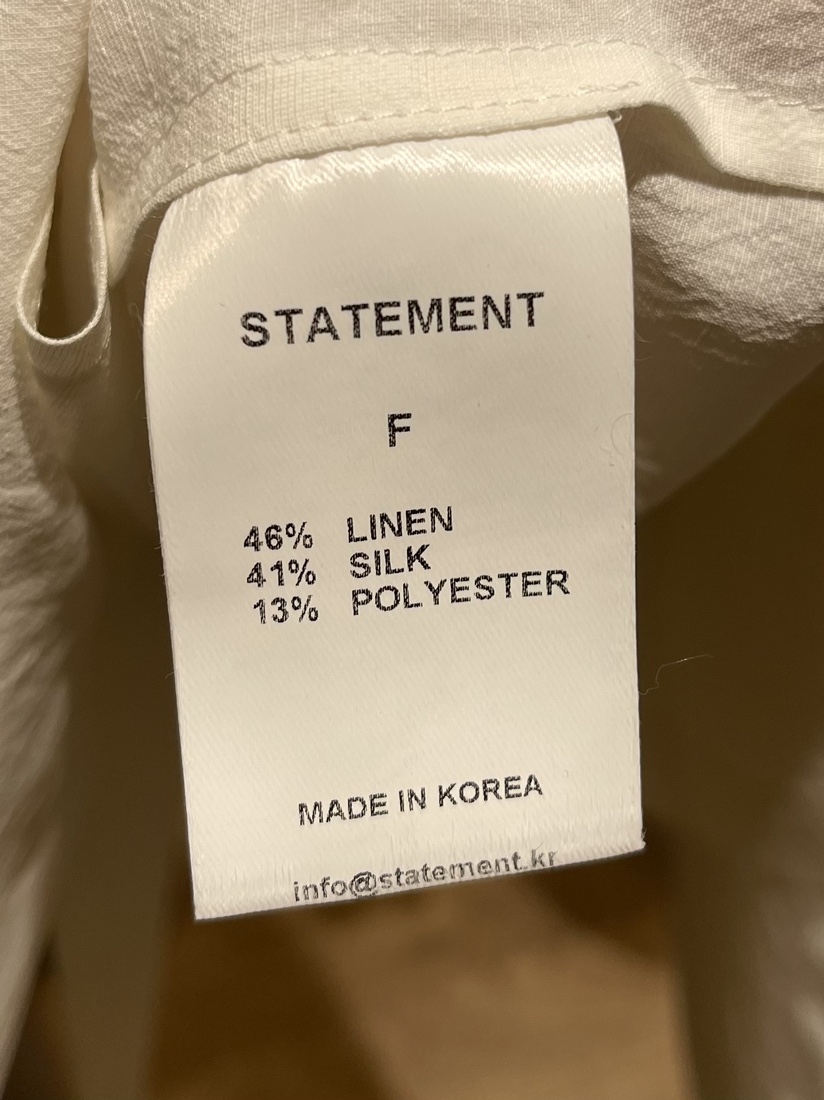 STATEMENT
F
46% LINEN
41% SILK
13% POLYESTER
MADE IN KOREA
info@statement.kr